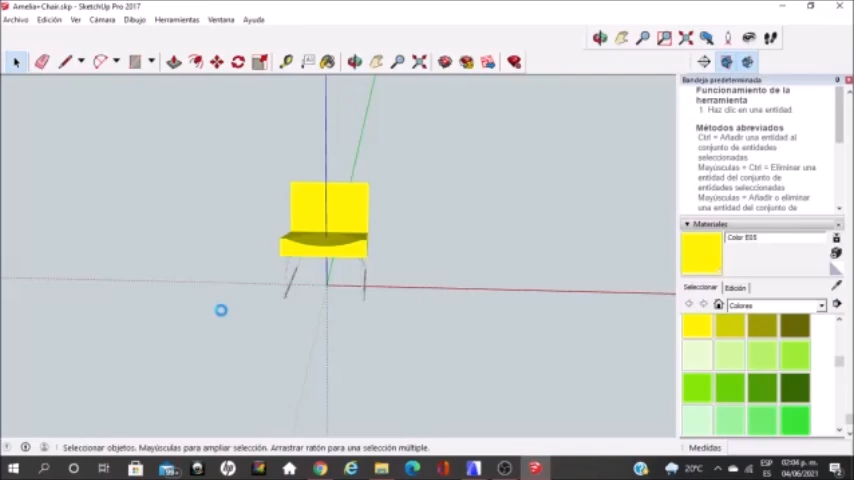 Amelia+Chair.skp - SketchUp Pro 2017
Archivo Edición Ver Cámara Dibujo Herramientas Ventana Ayuda
Bandeja predeterminada
Funcionamiento de la
herramienta
1 Haz clic en una entidad.
Métodos abreviados
Ctrl = Añadir una entidad al
conjunto de entidades
seleccionadas
Mayúsculas + Ctrl = Eliminar una
entidad del conjunto de
entidades seleccionadas
Mayúsculas = Añadir o eliminar
una entidad del conjunto de
Materiales
Color E05
Seleccionar Edición
Colores
Seleccionar objetos. Mayúsculas para ampliar selección. Arrastrar ratón para una selección múltiple.
Medidas
99+
20°C
ESP
ES
02:04 p. m.
04/06/2021
2